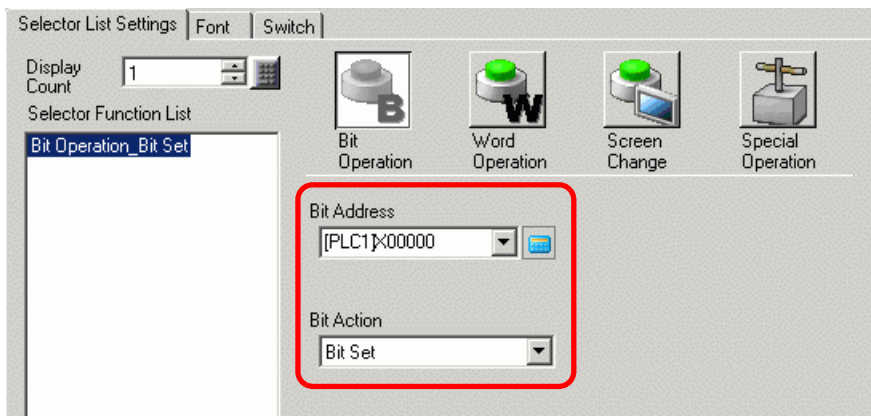 Selector List Settings Font Switch
Display
Count
1
Selector Function List
Bit Operation_Bit Set
B
Bit
Operation
W
Word
Operation
Screen
Change
Special
Operation
Bit Address
[PLC1]X00000
Bit Action
Bit Set